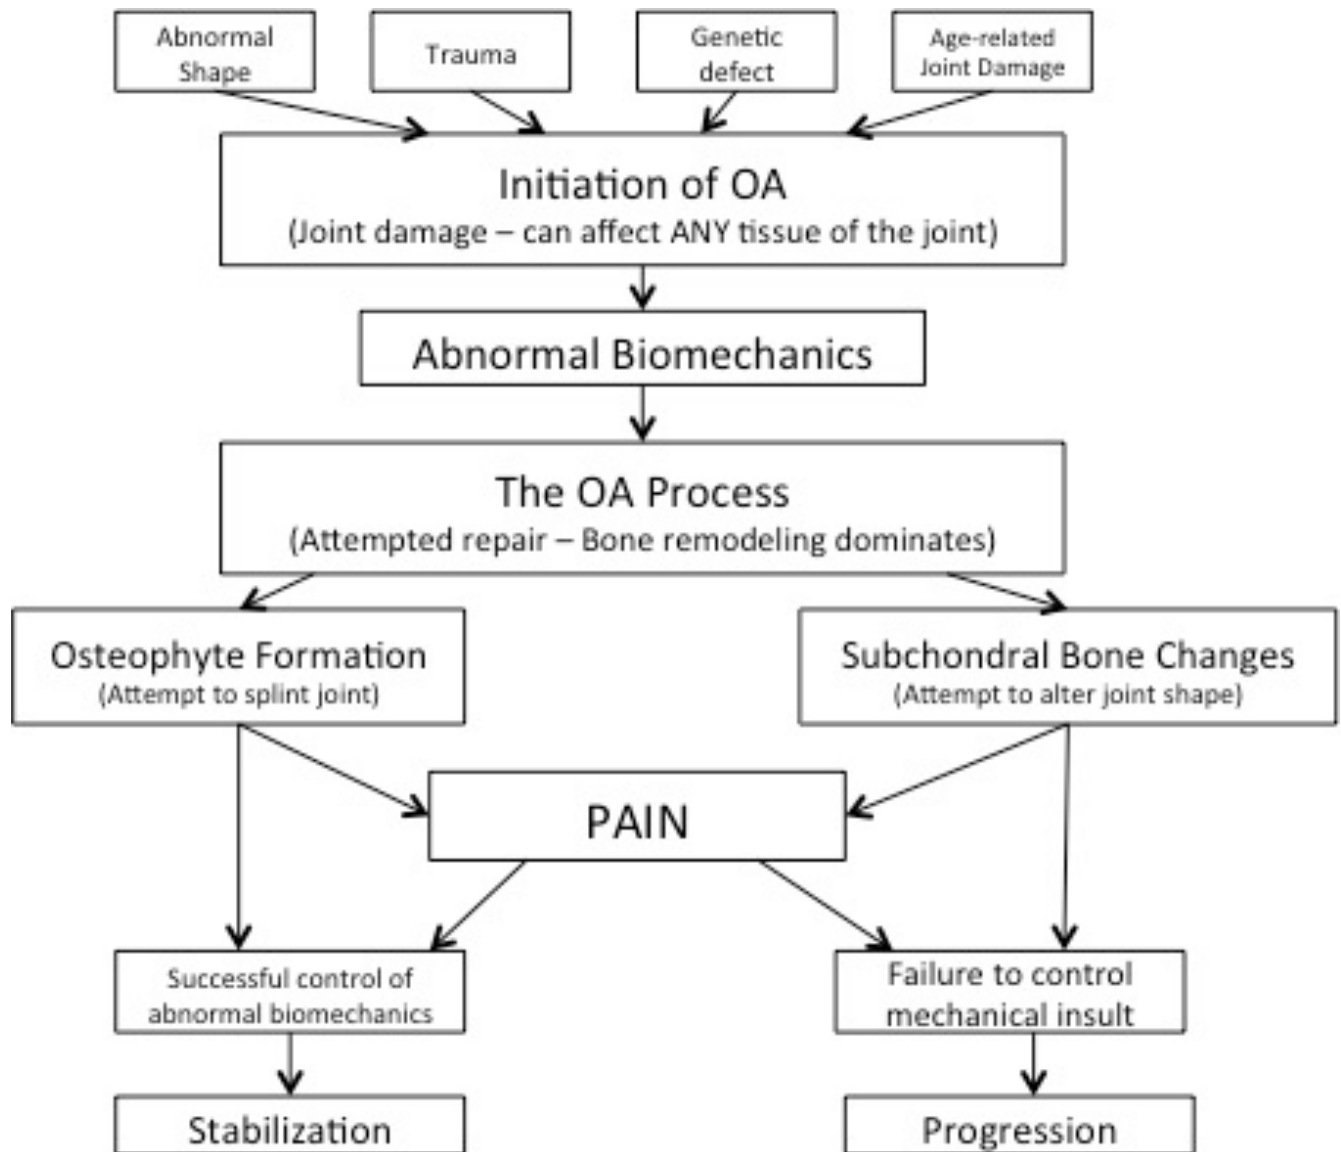 Abnormal
Shape
Trauma
Genetic
defect
Age-related
Joint Damage
Initiation of OA
(Joint damage – can affect ANY tissue of the joint)
Abnormal Biomechanics
The OA Process
(Attempted repair – Bone remodeling dominates)
Osteophyte Formation
(Attempt to splint joint)
Subchondral Bone Changes
(Attempt to alter joint shape)
PAIN
Successful control of
abnormal biomechanics
Failure to control
mechanical insult
Stabilization
Progression